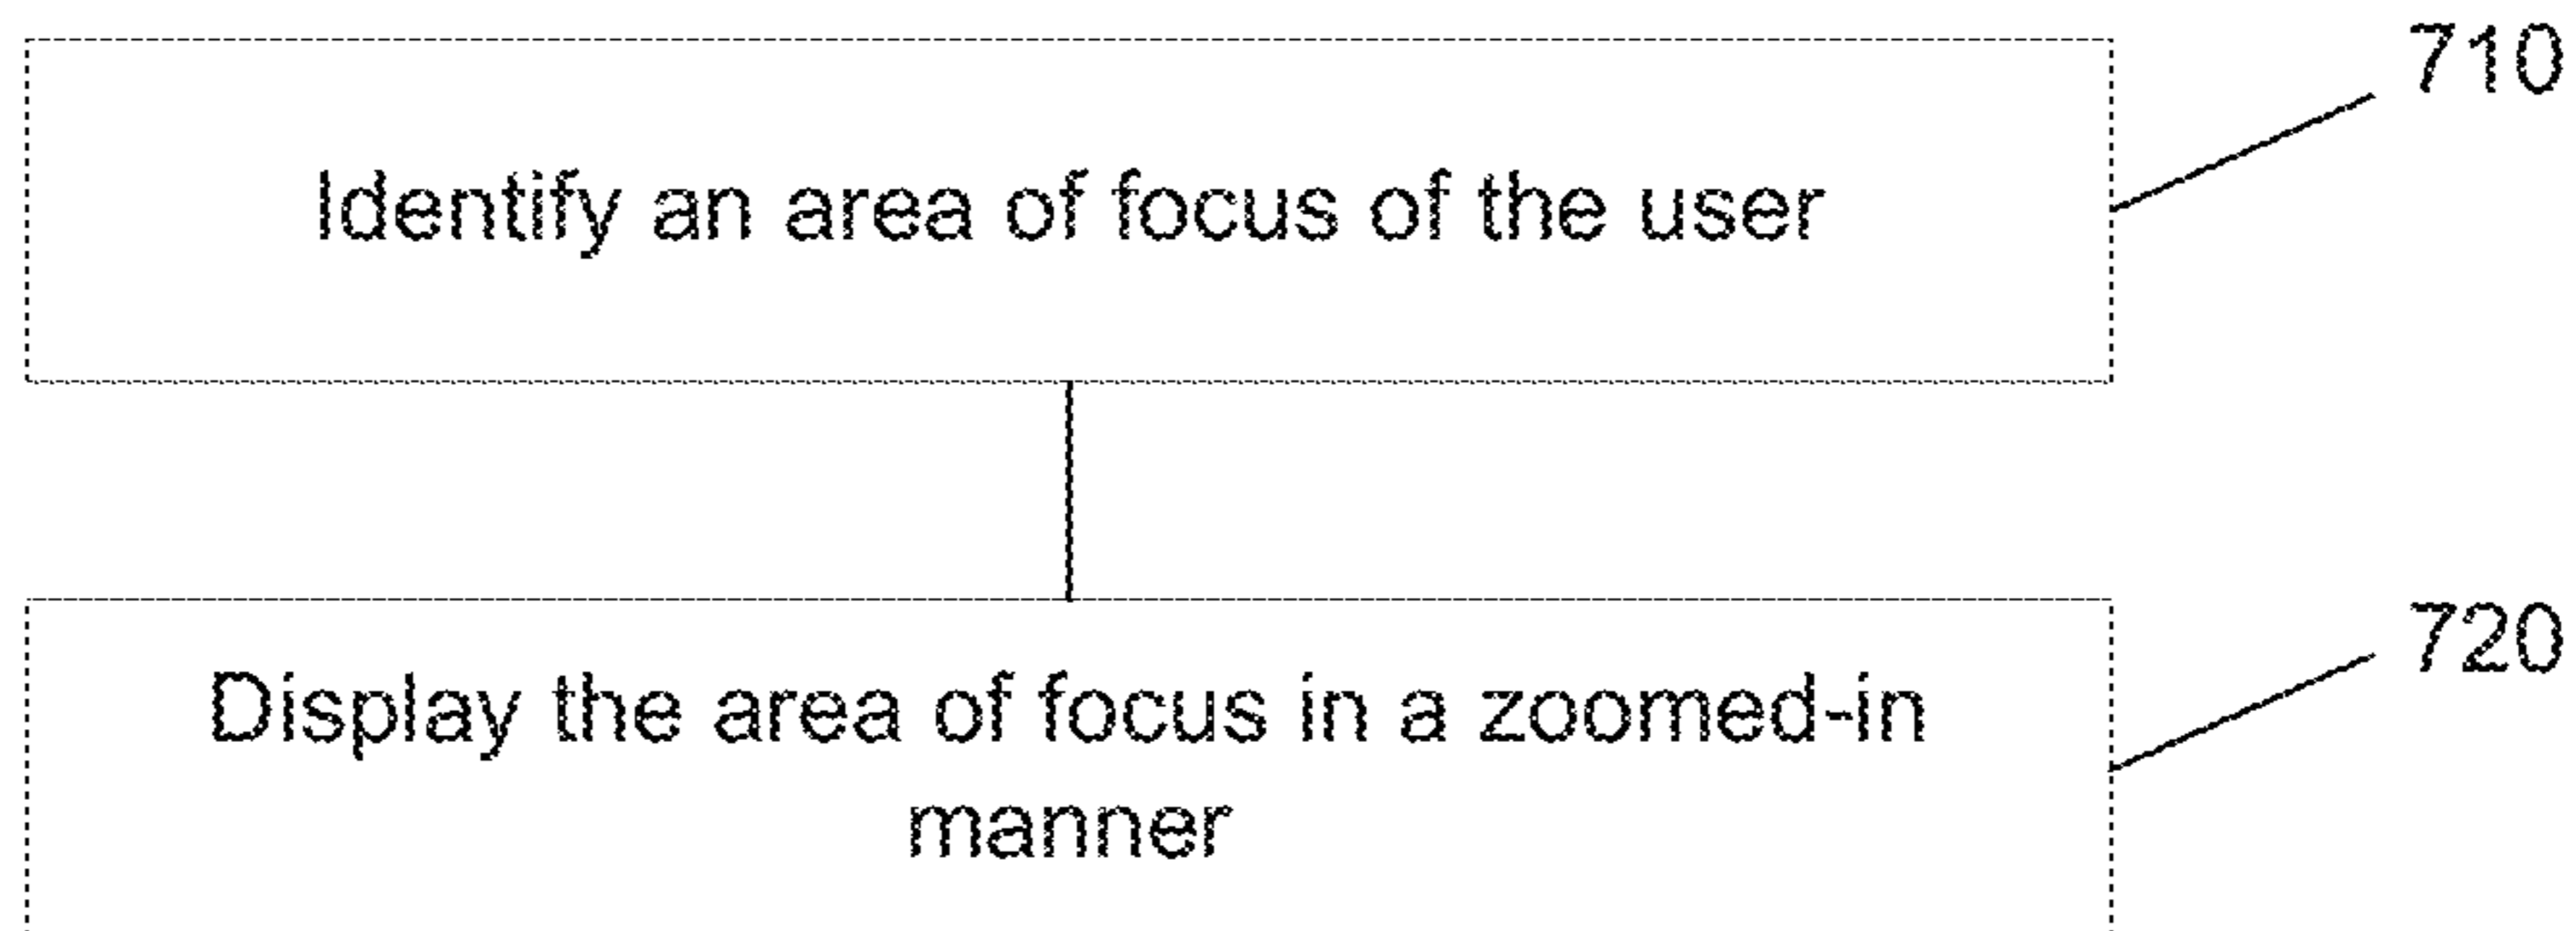 710
Identify an area of focus of the user
720
Display the area of focus in a zoomed-in
manner